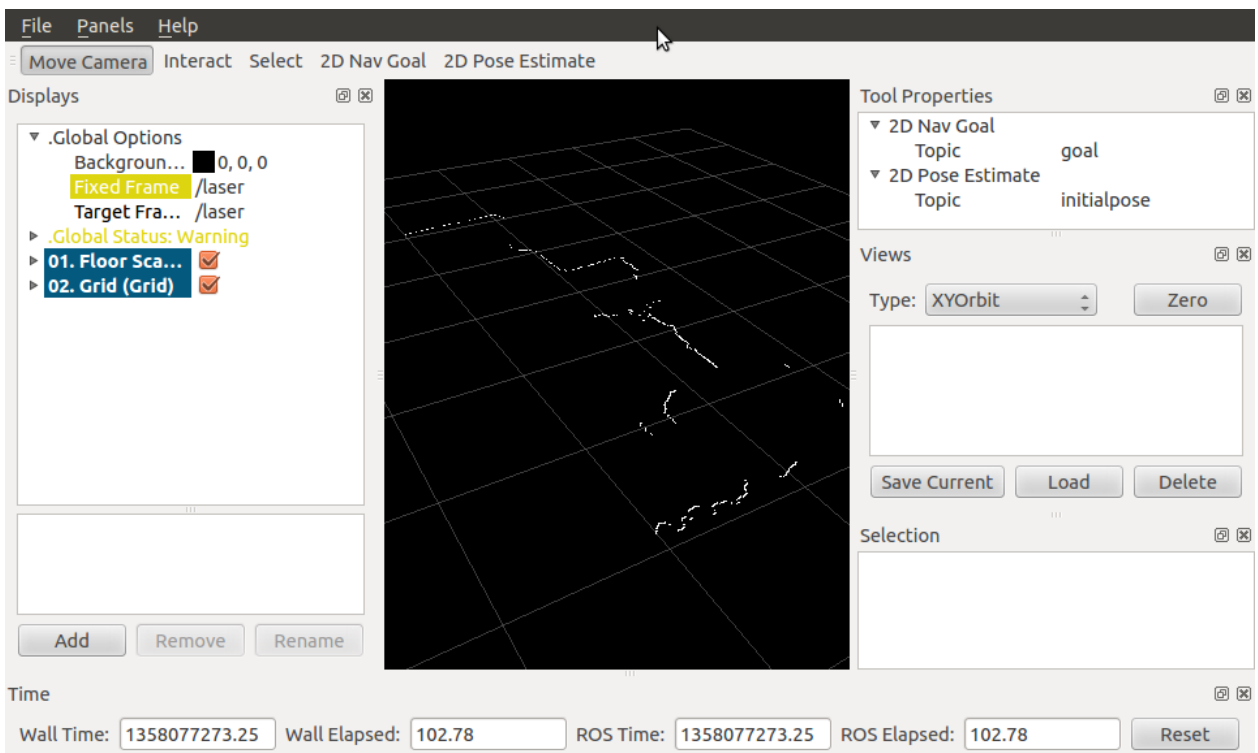 File Panels Help
Move Camera Interact Select 2D Nav Goal 2D Pose Estimate
Displays
.Global Options
Backgroun... 0, 0, 0
Fixed Frame /laser
Target Fra... /laser
.Global Status: Warning
01. Floor Sca...
02. Grid (Grid)
Add Remove Rename
Tool Properties
2D Nav Goal
Topic goal
2D Pose Estimate
Topic initialpose
Views
Type: XYOrbit Zero
Save Current Load Delete
Selection
Time
Wall Time: 1358077273.25 Wall Elapsed: 102.78 ROS Time: 1358077273.25 ROS Elapsed: 102.78 Reset